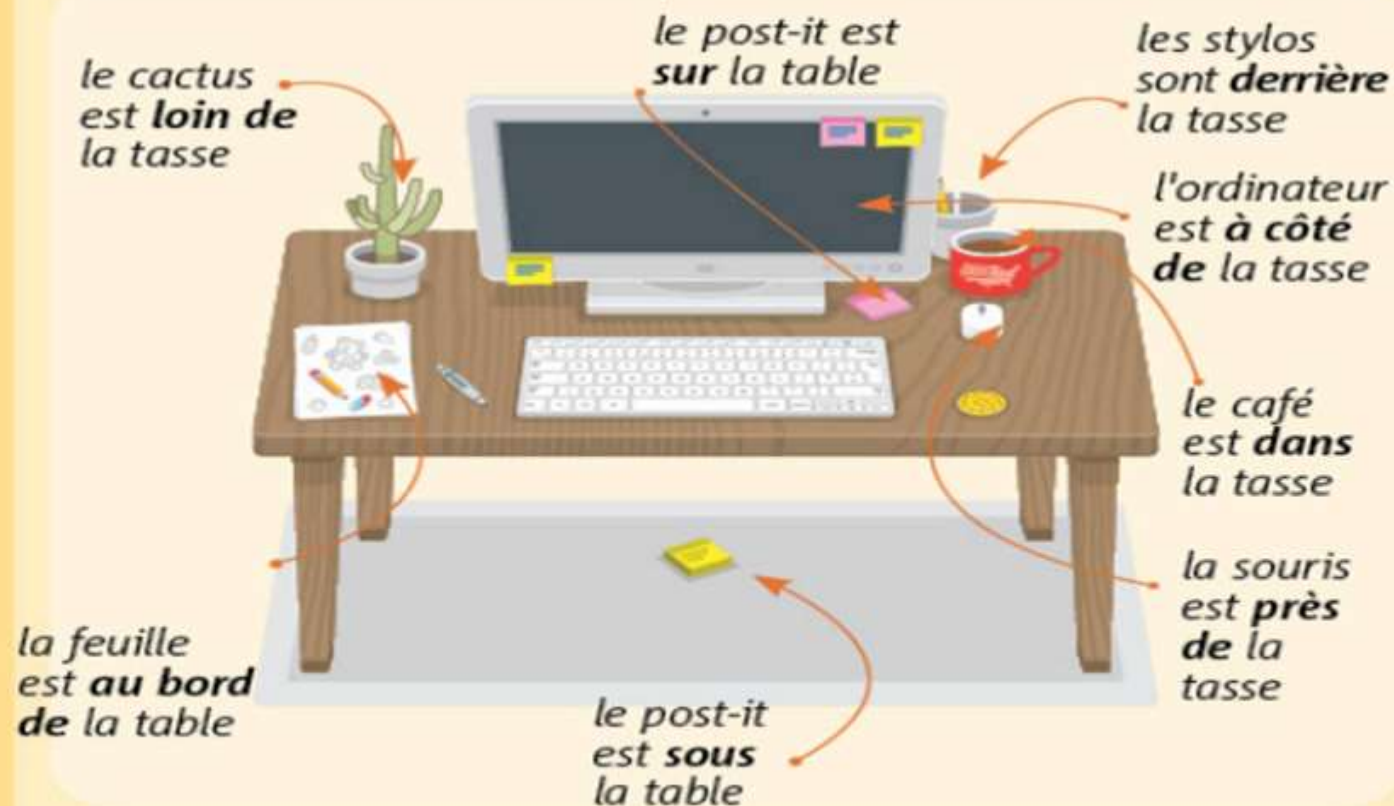 le cactus
est loin de
la tasse
le post-it est
sur la table
les stylos
sont derrière
la tasse
l'ordinateur
est à côté
de la tasse
le café
est dans
la tasse
la souris
est près
de la
tasse
la feuille
est au bord
de la table
le post-it
est sous
la table